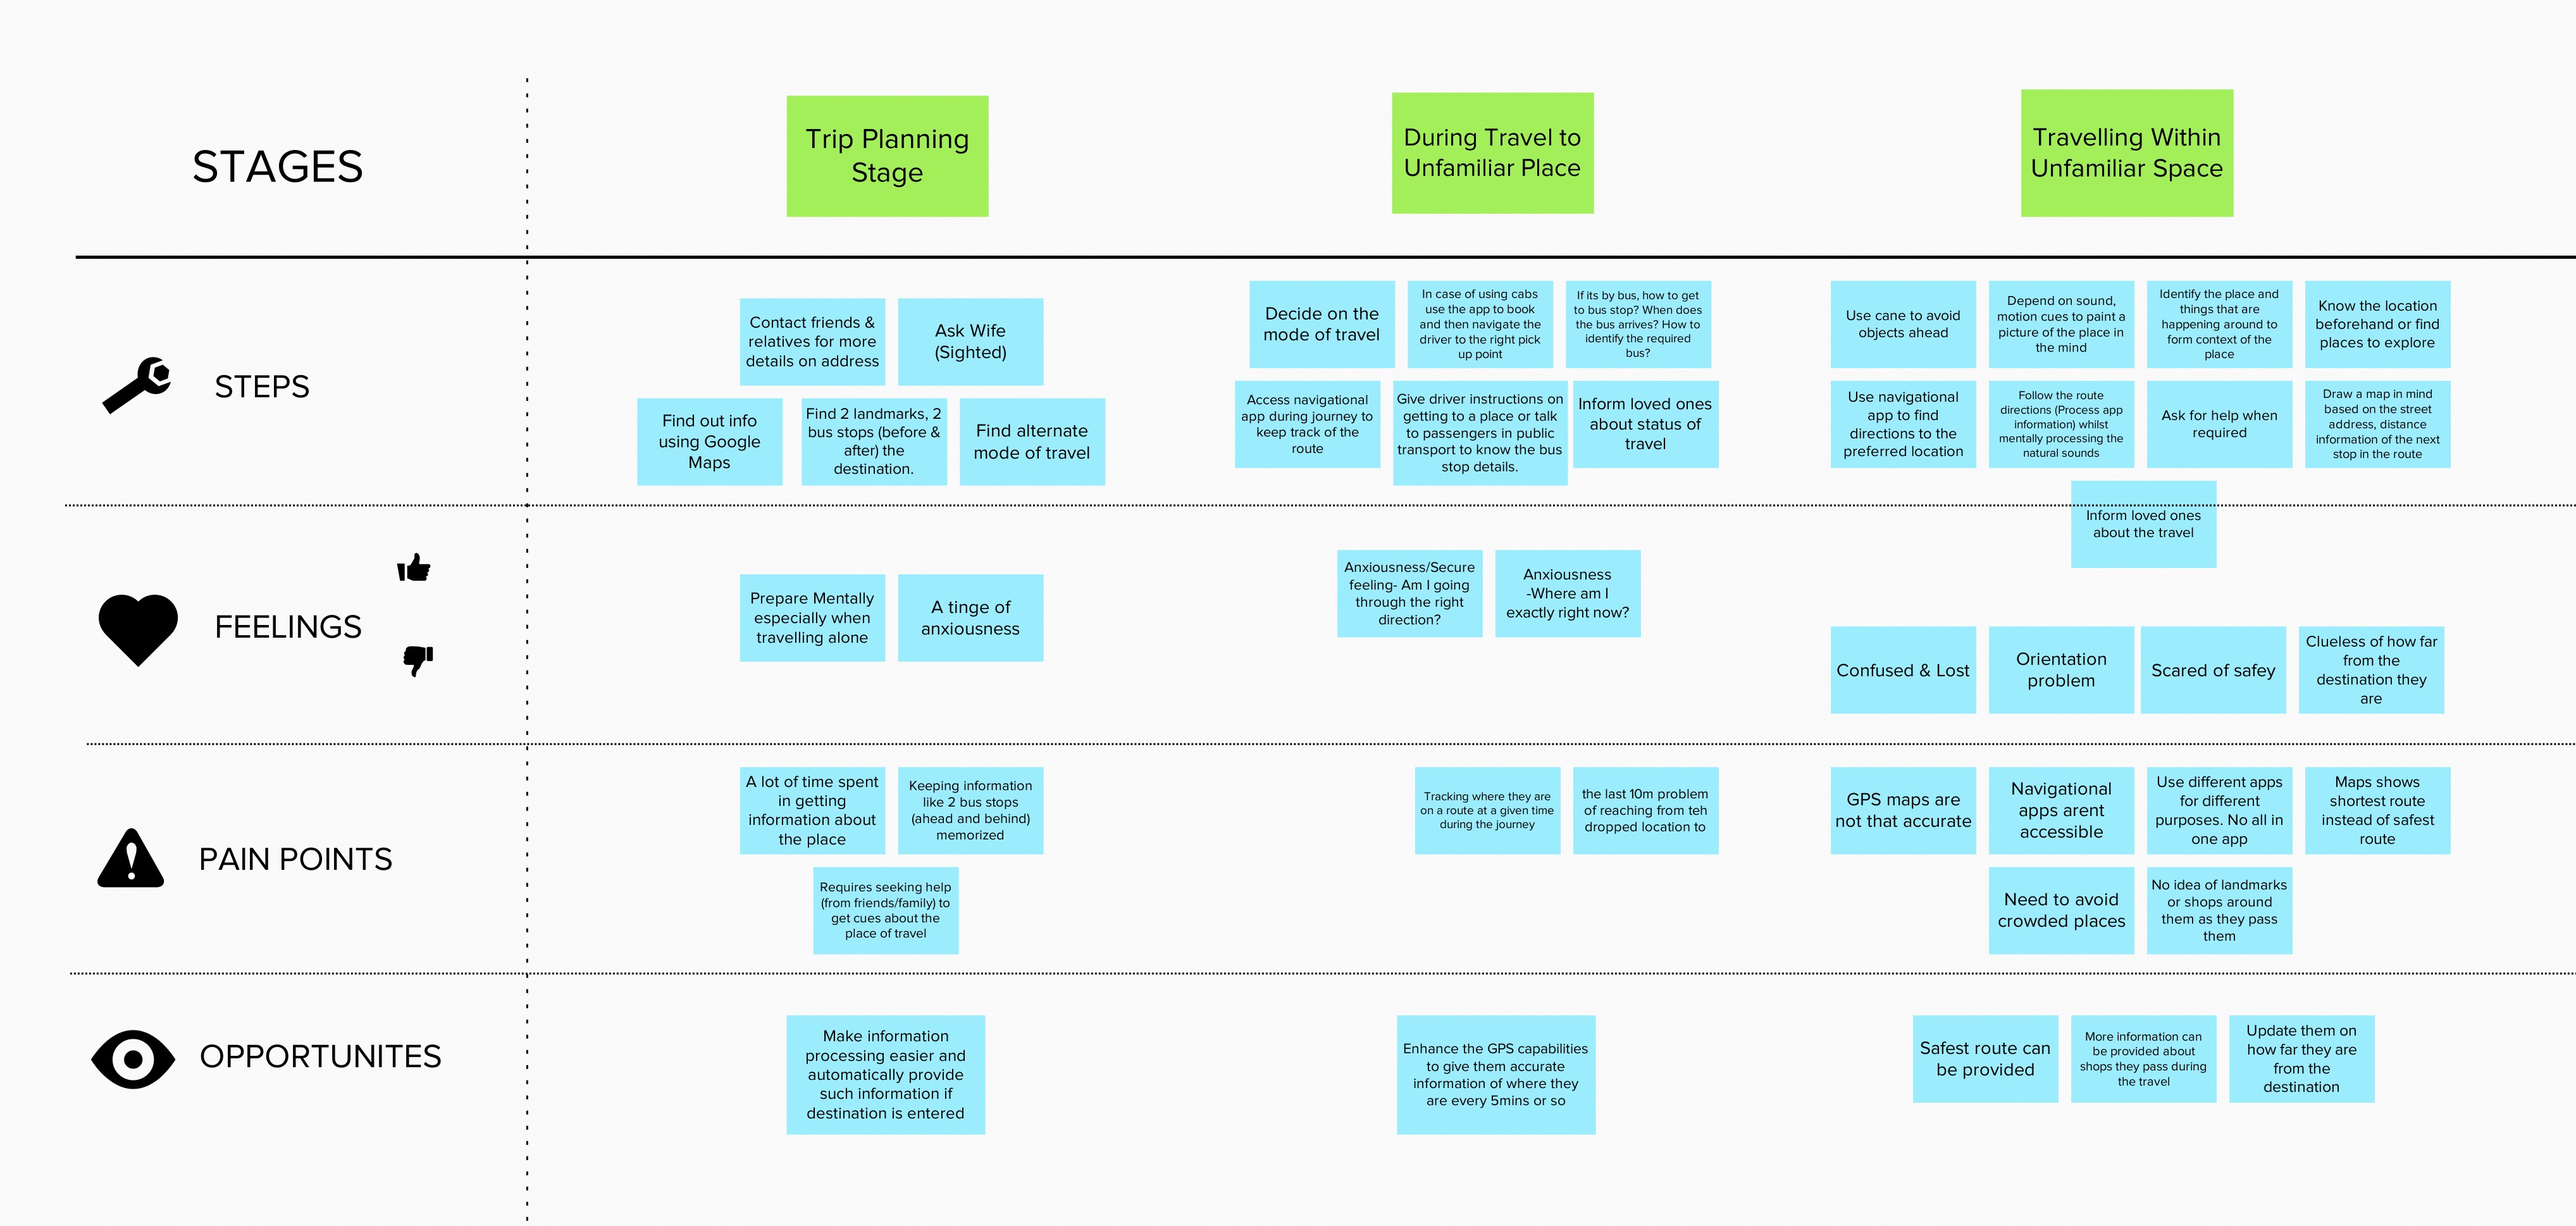 STAGES
Trip Planning
Stage
During Travel to
Unfamiliar Place
Travelling Within
Unfamiliar Space
STEPS
Contact friends &
relatives for more
details on address
Ask Wife
(Sighted)
Find out info
using Google
Maps
Find 2 landmarks, 2
bus stops (before &
after) the
destination.
Find alternate
mode of travel
Decide on the
mode of travel
In case of using cabs
use the app to book
and then navigate the
driver to the right pick
up point
If its by bus, how to get
to bus stop? When does
the bus arrives? How to
identify the required
bus?
Access navigational
app during journey to
keep track of the
route
Give driver instructions on
getting to a place or talk
to passengers in public
transport to know the bus
stop details.
Inform loved ones
about status of
travel
Use cane to avoid
objects ahead
Depend on sound,
motion cues to paint a
picture of the place in
the mind
Identify the place and
things that are
happening around to
form context of the
place
Know the location
beforehand or find
places to explore
Use navigational
app to find
directions to the
preferred location
Follow the route
directions (Process app
information) whilst
mentally processing the
natural sounds
Ask for help when
required
Draw a map in mind
based on the street
address, distance
information of the next
stop in the route
Inform loved ones
about the travel
FEELINGS
Prepare Mentally
especially when
travelling alone
A tinge of
anxiousness
Anxiousness/Secure
feeling- Am I going
through the right
direction?
Anxiousness
-Where am I
exactly right now?
Confused & Lost
Orientation
problem
Scared of safey
Clueless of how far
from the
destination they
are
PAIN POINTS
A lot of time spent
in getting
information about
the place
Keeping information
like 2 bus stops
(ahead and behind)
memorized
Requires seeking help
(from friends/family) to
get cues about the
place of travel
Tracking where they are
on a route at a given time
during the journey
the last 10m problem
of reaching from teh
dropped location to
GPS maps are
not that accurate
Navigational
apps arent
accessible
Use different apps
for different
purposes. No all in
one app
Maps shows
shortest route
instead of safest
route
Need to avoid
crowded places
No idea of landmarks
or shops around
them as they pass
them
OPPORTUNITES
Make information
processing easier and
automatically provide
such information if
destination is entered
Enhance the GPS capabilities
to give them accurate
information of where they
are every 5mins or so
Safest route can
be provided
More information can
be provided about
shops they pass during
the travel
Update them on
how far they are
from the
destination